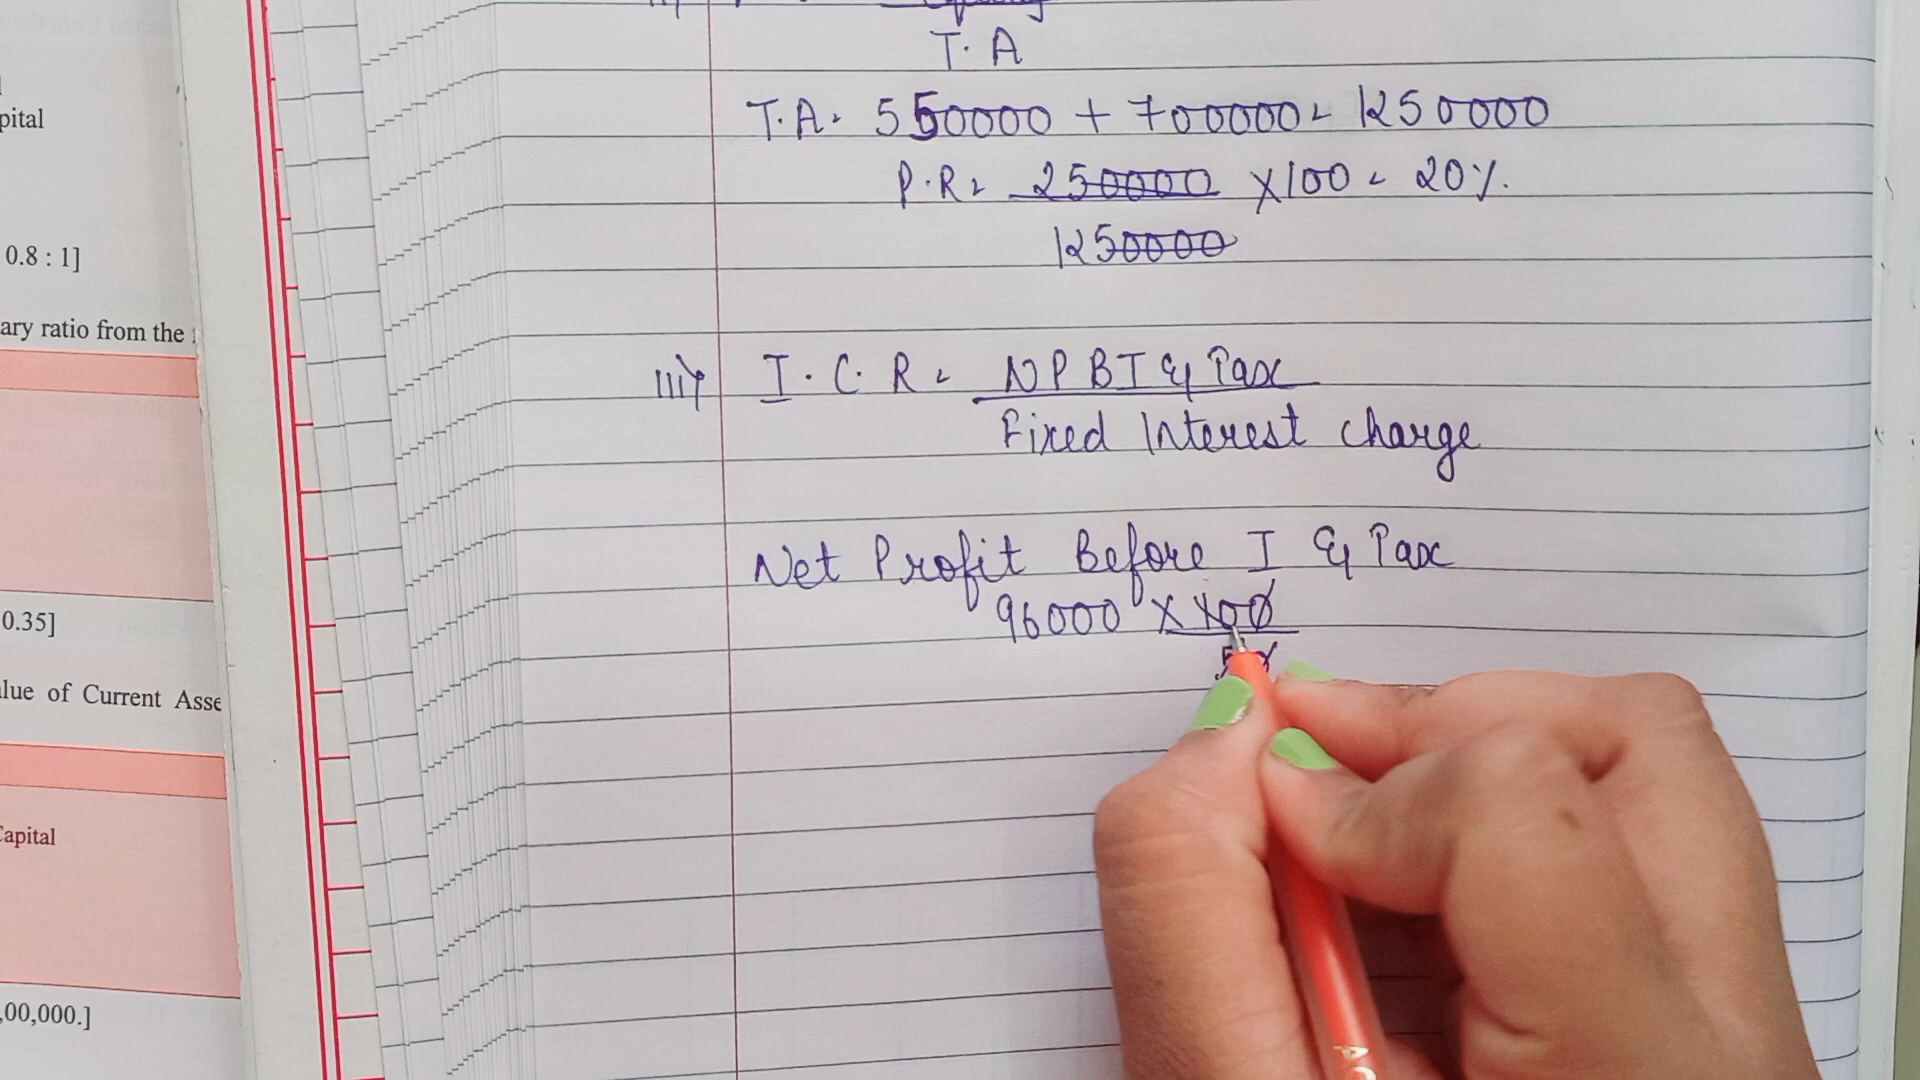 T. A
T.A. = 550000 + 700000 = 1250000
P.R = 250000 X100 = 20%.
1250000
iii) I. C. R = NPBI & Tax
Fixed Interest charge
Net Profit Before I & Tax
96000 X 100
pital
0.8 : 1]
ary ratio from the
0.35]
lue of Current Asse
Capital
,00,000.]